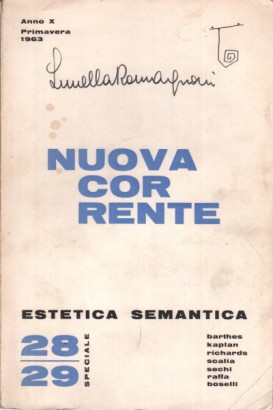 Anno X
Primavera
1963
NUOVA
COR
RENTE
ESTETICA SEMANTICA
28
29
SPECIALE
barthes
kaplan
richards
scalia
sechi
raffa
boselli